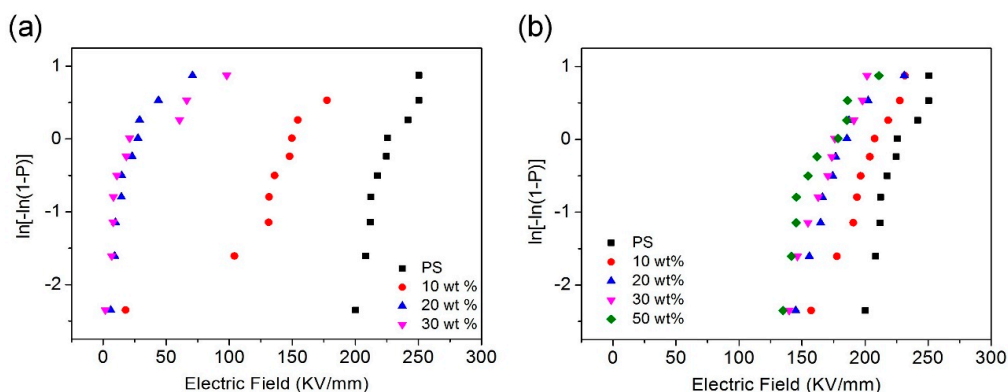 (a)
ln[-ln(1-P)]
1
0
-1
-2
PS
10 wt %
20 wt %
30 wt %
0
50
100
150
200
250
300
Electric Field (KV/mm)
(b)
ln[-ln(1-P)]
1
0
-1
-2
PS
10 wt%
20 wt%
30 wt%
50 wt%
0
50
100
150
200
250
300
Electric Field (KV/mm)